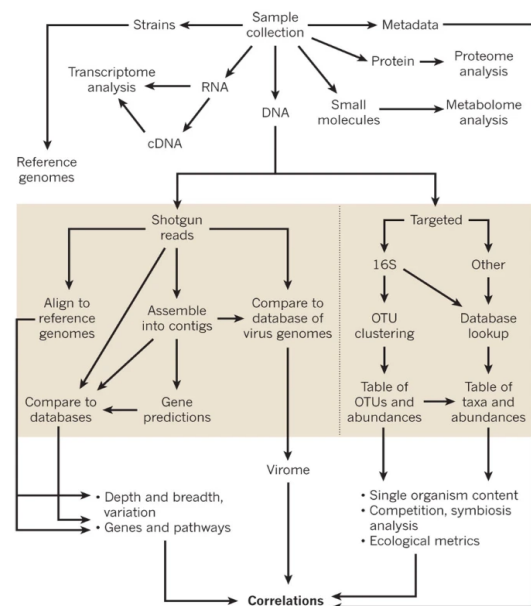 Sample
collection
Strains
Metadata
Protein
Proteome
analysis
Transcriptome
analysis
RNA
DNA
Small
molecules
Metabolome
analysis
cDNA
Reference
genomes
Shotgun
reads
Targeted
16S
Other
Align to
reference
genomes
Assemble
into contigs
Compare to
database of
virus genomes
OTU
clustering
Database
lookup
Compare to
databases
Gene
predictions
Table of
OTUs and
abundances
Table of
taxa and
abundances
Virome
• Depth and breadth,
variation
• Genes and pathways
• Single organism content
• Competition, symbiosis
analysis
• Ecological metrics
Correlations